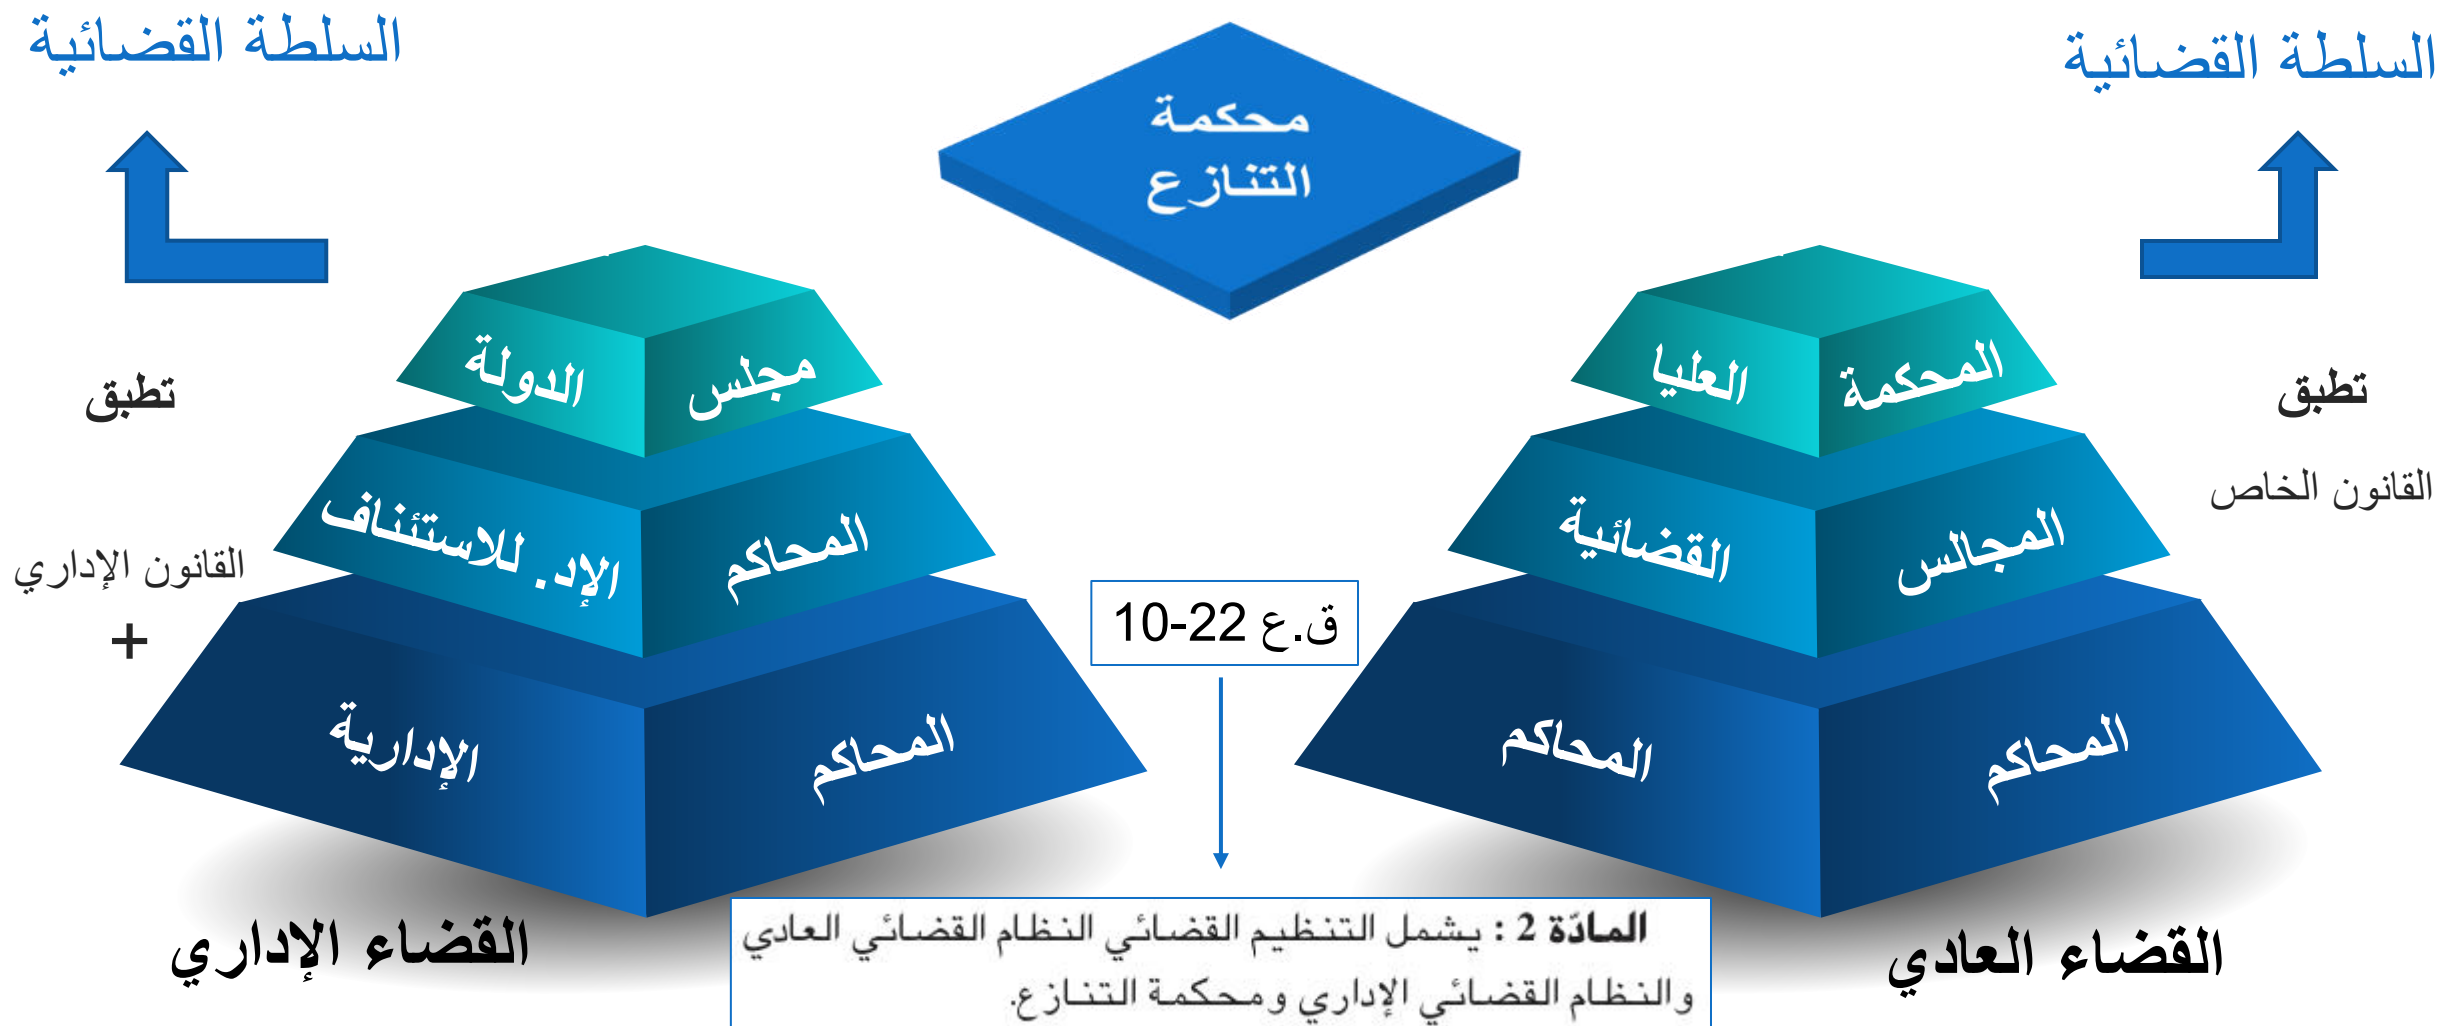 السلطة القضائية
السلطة القضائية
محكمة
التنازع
المحكمة العليا
المجالس القضائية
المحاكم المحاكم
تطبق
القانون الخاص
القضاء العادي
مجلس الدولة
المحاكم الإد. للاستئناف
المحاكم الإدارية
تطبق
القانون الإداري
+
القضاء الإداري
ق.ع 22-10
المادّة 2 : يشمل التنظيم القضائي النظام القضائي العادي
والنظام القضائي الإداري ومحكمة التنازع.